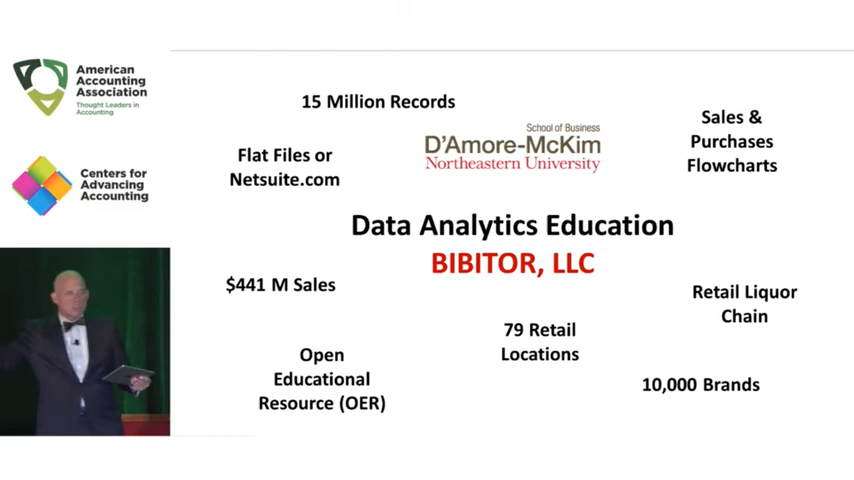 American
Accounting
Association
Thought Leaders in
Accounting
Centers for
Advancing
Accounting
15 Million Records
School of Business
D'Amore-McKim
Northeastern University
Sales &
Purchases
Flowcharts
Flat Files or
Netsuite.com
Data Analytics Education
BIBITOR, LLC
$441 M Sales
Retail Liquor
Chain
79 Retail
Locations
Open
Educational
Resource (OER)
10,000 Brands